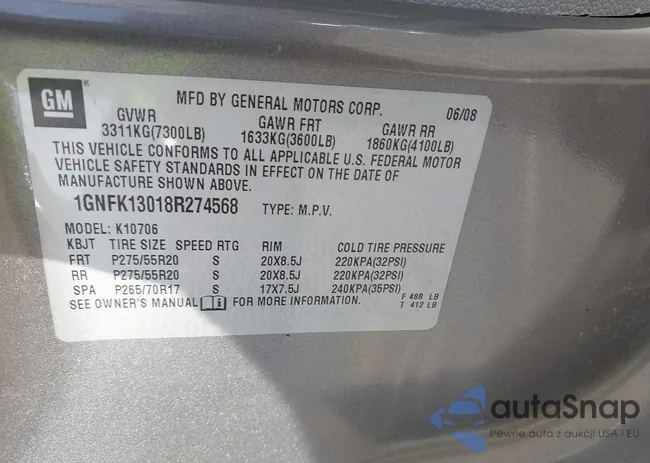 GM ®
MFD BY GENERAL MOTORS CORP. 06/08
GVWR GAWR FRT GAWR RR
3311KG(7300LB) 1633KG(3600LB) 1860KG(4100LB)
THIS VEHICLE CONFORMS TO ALL APPLICABLE U.S. FEDERAL MOTOR
VEHICLE SAFETY STANDARDS IN EFFECT ON THE DATE OF
MANUFACTURE SHOWN ABOVE.
1GNFK13018R274568 TYPE: M.P.V.
MODEL: K10706
KBJT TIRE SIZE SPEED RTG RIM COLD TIRE PRESSURE
FRT P275/55R20 S 20X8.5J 220KPA(32PSI)
RR P275/55R20 S 20X8.5J 220KPA(32PSI)
SPA P265/70R17 S 17X7.5J 240KPA(35PSI)
SEE OWNER'S MANUAL i FOR MORE INFORMATION
F 488 LB
T 412 LB
autoSnap
Pewne auta z aukcji USA i EU